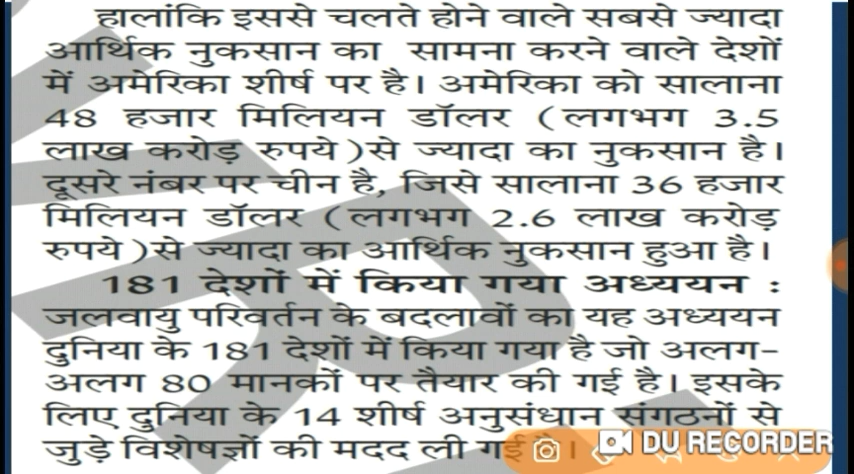 हालांकि इससे चलते होने वाले सबसे ज्यादा
आर्थिक नुकसान का सामना करने वाले देशों
में अमेरिका शीर्ष पर है। अमेरिका को सालाना
48 हजार मिलियन डॉलर (लगभग 3.5
लाख करोड़ रुपये)से ज्यादा का नुकसान है।
दूसरे नंबर पर चीन है, जिसे सालाना 36 हजार
मिलियन डॉलर (लगभग 2.6 लाख करोड़
रुपये)से ज्यादा का आर्थिक नुकसान हुआ है।
181 देशों में किया गया अध्ययन :
जलवायु परिवर्तन के बदलावों का यह अध्ययन
दुनिया के 181 देशों में किया गया है जो अलग-
अलग 80 मानकों पर तैयार की गई है। इसके
लिए दुनिया के 14 शीर्ष अनुसंधान संगठनों से
जुड़े विशेषज्ञों की मदद ली गई
DU RECORDER